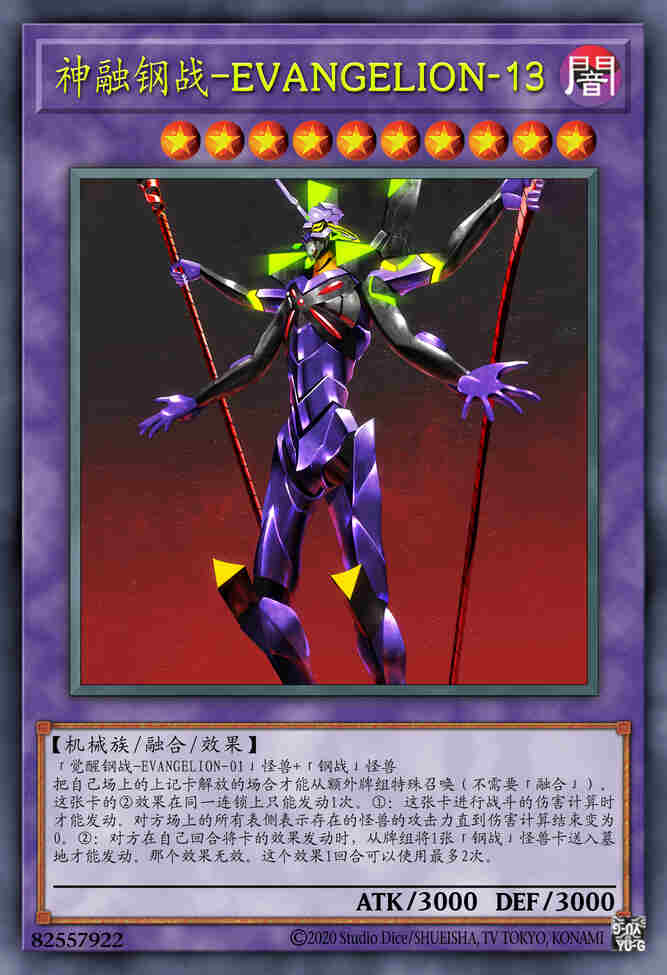 神融钢战-EVANGELION-13
闇
【机械族/融合/效果】
「觉醒钢战-EVANGELION-01」怪兽+「钢战」怪兽
把自己场上的上记卡解放的场合才能从额外牌组特殊召唤（不需要「融合」），
这张卡的②效果在同一连锁上只能发动1次。①：这张卡进行战斗的伤害计算时
才能发动，对方场上的所有表侧表示存在的怪兽的攻击力直到伤害计算结束变为
0。②：对方在自己回合将卡的效果发动时，从牌组将1张「钢战」怪兽卡送入墓
地才能发动，那个效果无效。这个效果1回合可以使用最多2次。
ATK/3000 DEF/3000
82557922
©2020 Studio Dice/SHUEISHA, TV TOKYO, KONAMI